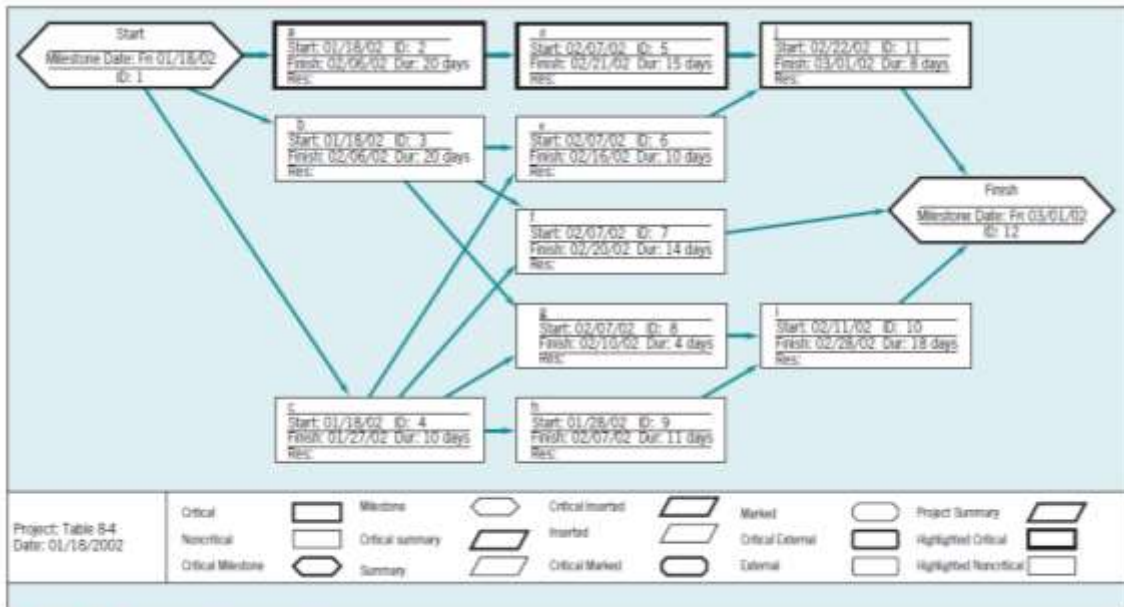 Start
Milestone Date: Fri 01/18/02
ID: 1
a
Start: 01/18/02 ID: 2
Finish: 02/06/02 Dur: 20 days
Res:
Start: 02/07/02 ID: 5
Finish: 02/21/02 Dur: 15 days
Res:
j
Start: 02/22/02 ID: 11
Finish: 03/01/02 Dur: 8 days
Res:
b
Start: 01/18/02 ID: 3
Finish: 02/06/02 Dur: 20 days
Res:
e
Start: 02/07/02 ID: 6
Finish: 02/16/02 Dur: 10 days
Res:
f
Start: 02/07/02 ID: 7
Finish: 02/20/02 Dur: 14 days
Res:
Finish
Milestone Date: Fri 03/01/02
ID: 12
g
Start: 02/07/02 ID: 8
Finish: 02/10/02 Dur: 4 days
Res:
i
Start: 02/11/02 ID: 10
Finish: 02/28/02 Dur: 18 days
Res:
c
Start: 01/18/02 ID: 4
Finish: 01/27/02 Dur: 10 days
Res:
h
Start: 01/28/02 ID: 9
Finish: 02/07/02 Dur: 11 days
Res:
Project: Table 8-4
Date: 01/18/2002
Critical
Noncritical
Critical Milestone
Milestone
Critical summary
Summary
Critical Inserted
Inserted
Critical Marked
Marked
Critical External
External
Project Summary
Highlighted Critical
Highlighted Noncritical